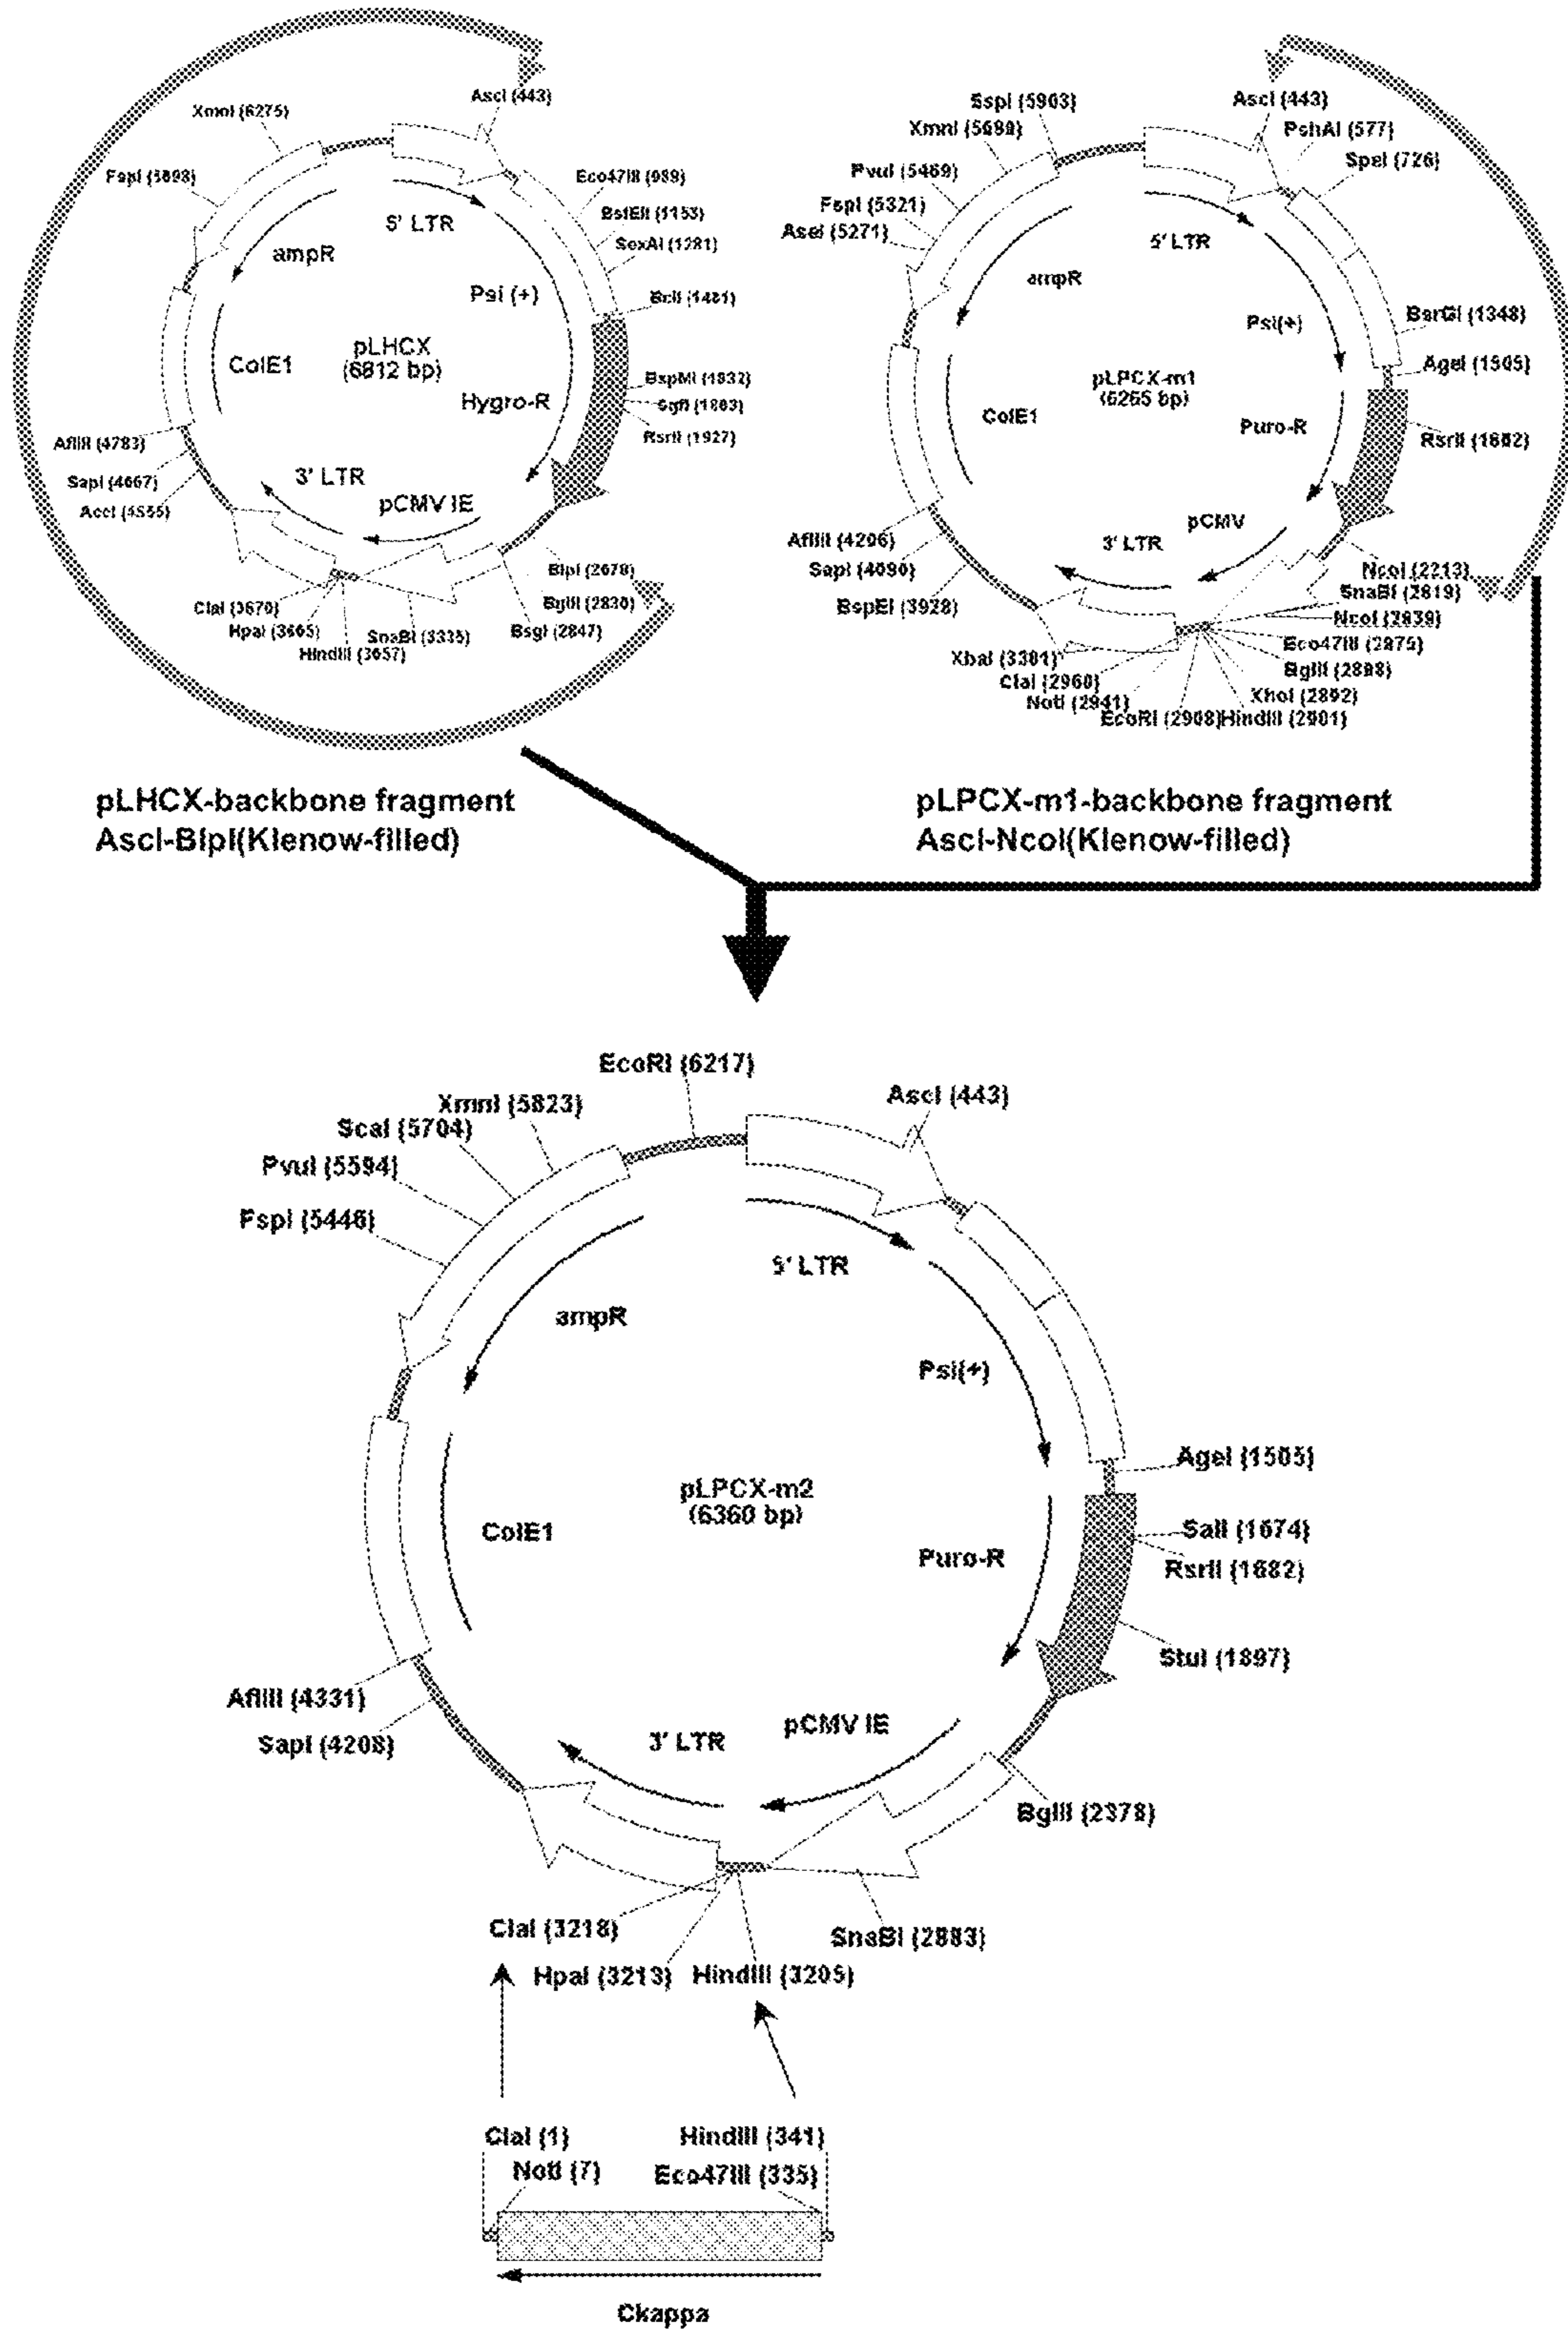 AscI (443)
XmnI (6275)
FspI (5898)
Eco47III (989)
BstEII (1153)
SexAI (1281)
BclI (1481)
BspMI (1832)
SgfI (1883)
RsrII (1927)
5' LTR
ampR
Psi (+)
ColE1
pLHCX
(6812 bp)
Hygro-R
AflIII (4783)
SapI (4667)
AccI (4555)
3' LTR
pCMV IE
BlpI (2678)
BglII (2830)
BsgI (2847)
SnaBI (3335)
ClaI (3670)
HpaI (3665)
HindIII (3657)
pLHCX-backbone fragment
AscI-BlpI(Klenow-filled)
SspI (5903)
XmnI (5699)
PvuI (5469)
FspI (5321)
AseI (5271)
AscI (443)
PshAI (577)
SpeI (726)
BsrGI (1348)
AgeI (1505)
RsrII (1682)
5' LTR
ampR
Psi(+)
pLPCX-m1
(6265 bp)
ColE1
Puro-R
pCMV
3' LTR
AflIII (4206)
SapI (4090)
BspEI (3928)
NcoI (2213)
SnaBI (2619)
NcoI (2839)
Eco47III (2875)
BglII (2898)
XhoI (2892)
HindIII (2901)
EcoRI (2908)
NotI (2941)
ClaI (2960)
XbaI (3381)
pLPCX-m1-backbone fragment
AscI-NcoI(Klenow-filled)
EcoRI (6217)
XmnI (5823)
ScaI (5704)
PvuI (5594)
FspI (5446)
AscI (443)
5' LTR
ampR
Psi(+)
AgeI (1505)
pLPCX-m2
(6360 bp)
ColE1
Puro-R
SalI (1674)
RsrII (1682)
StuI (1897)
AflIII (4331)
SapI (4208)
3' LTR
pCMV IE
BglII (2378)
ClaI (3218)
SnaBI (2883)
HpaI (3213)
HindIII (3205)
ClaI (1)
HindIII (341)
NotI (7)
Eco47III (335)
Ckappa